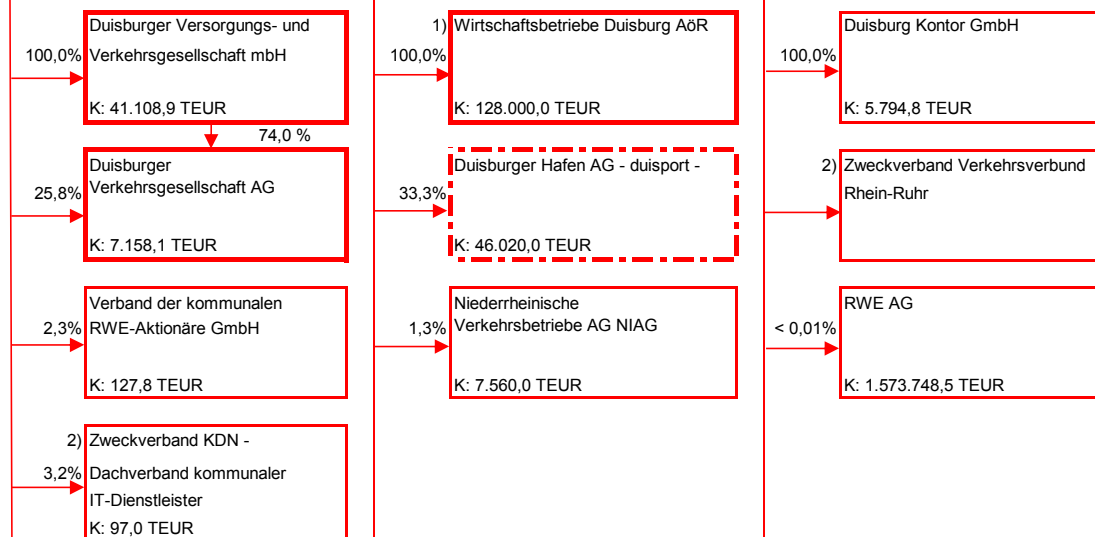 Duisburger Versorgungs- und
100,0% Verkehrsgesellschaft mbH
K: 41.108,9 TEUR
74,0 %
Duisburger
Verkehrsgesellschaft AG
25,8%
K: 7.158,1 TEUR
Verband der kommunalen
2,3% RWE-Aktionäre GmbH
K: 127,8 TEUR
2) Zweckverband KDN -
3,2% Dachverband kommunaler
IT-Dienstleister
K: 97,0 TEUR
1) Wirtschaftsbetriebe Duisburg AöR
100,0%
K: 128.000,0 TEUR
Duisburger Hafen AG - duisport -
33,3%
K: 46.020,0 TEUR
Niederrheinische
1,3% Verkehrsbetriebe AG NIAG
K: 7.560,0 TEUR
Duisburg Kontor GmbH
100,0%
K: 5.794,8 TEUR
2) Zweckverband Verkehrsverbund
Rhein-Ruhr
RWE AG
< 0,01%
K: 1.573.748,5 TEUR